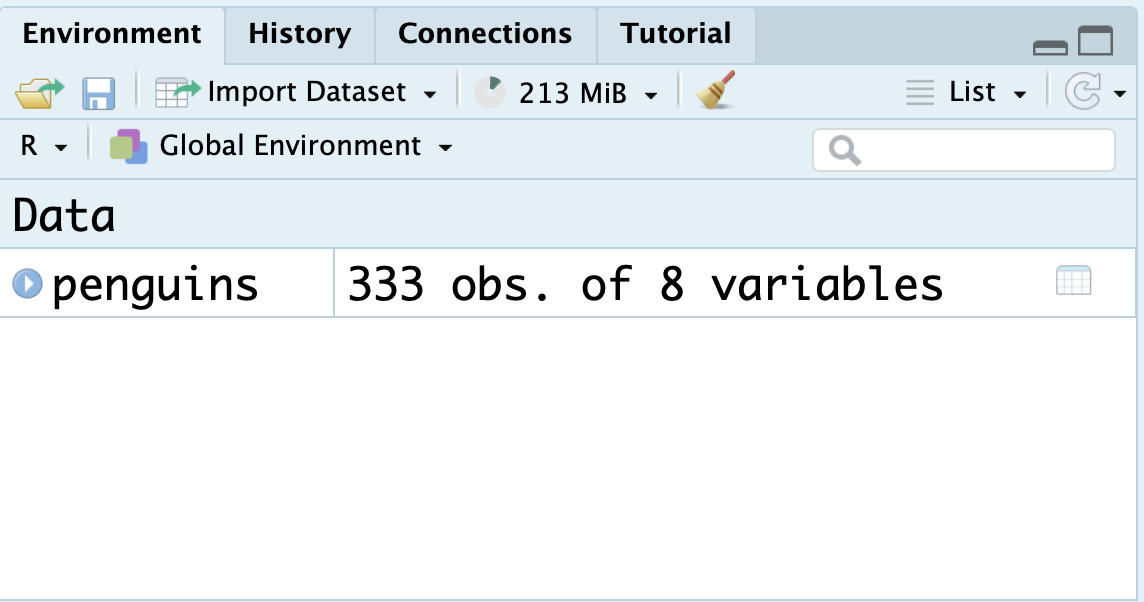 Environment History Connections Tutorial
Import Dataset 213 MiB List
R Global Environment
Data
penguins 333 obs. of 8 variables